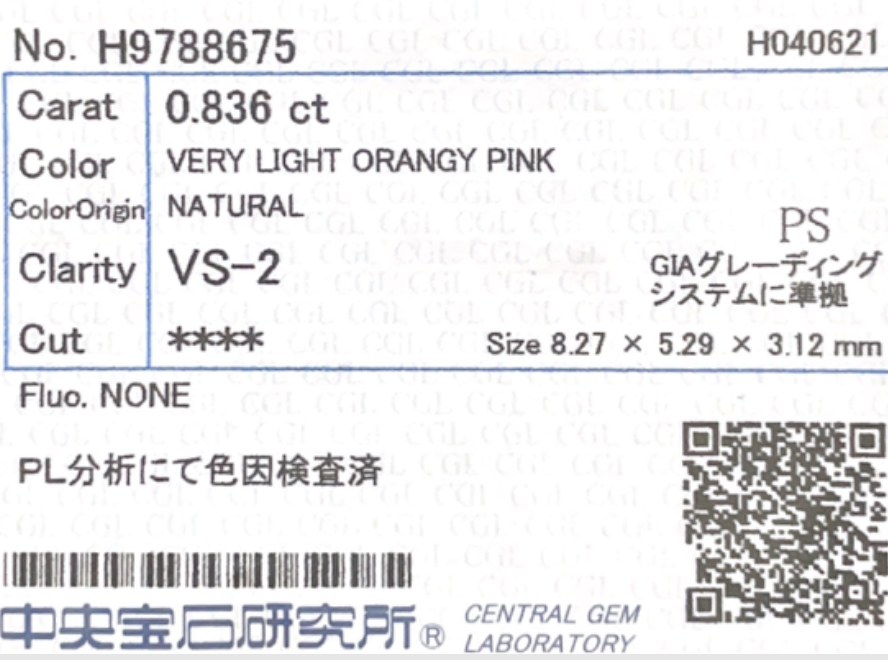 No. H9788675 H040621
Carat 0.836 ct
Color VERY LIGHT ORANGY PINK
ColorOrigin NATURAL
PS
Clarity VS-2
GIAグレーディング
システムに準拠
Cut ****
Size 8.27 × 5.29 × 3.12 mm
Fluo. NONE
PL分析にて色因検査済
中央宝石研究所® CENTRAL GEM
LABORATORY